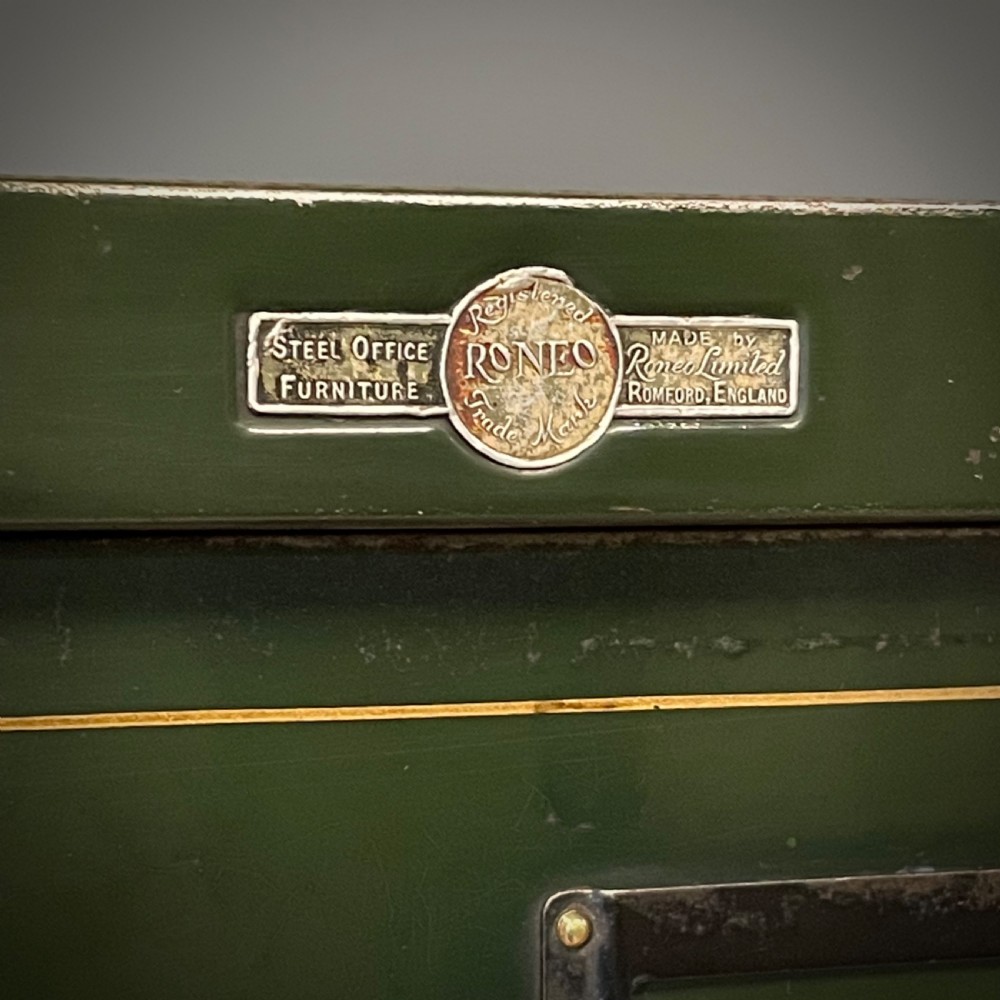 STEEL OFFICE
FURNITURE
Registered
RONEO
Trade Mark
MADE by
Roneo Limited
ROMFORD, ENGLAND